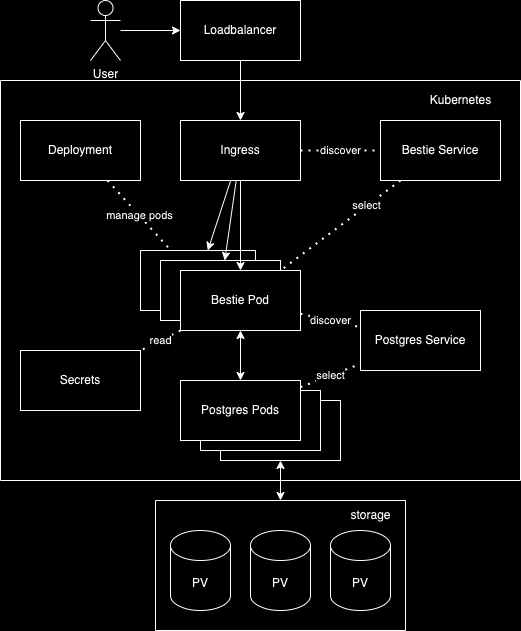 Loadbalancer
User
Kubernetes
Deployment
Ingress
discover
Bestie Service
manage pods
select
Bestie Pod
discover
Postgres Service
read
Secrets
select
Postgres Pods
storage
PV
PV
PV